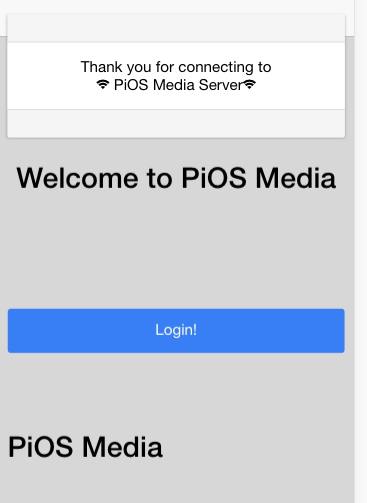 Thank you for connecting to
PiOS Media Server
Welcome to PiOS Media
Login!
PiOS Media